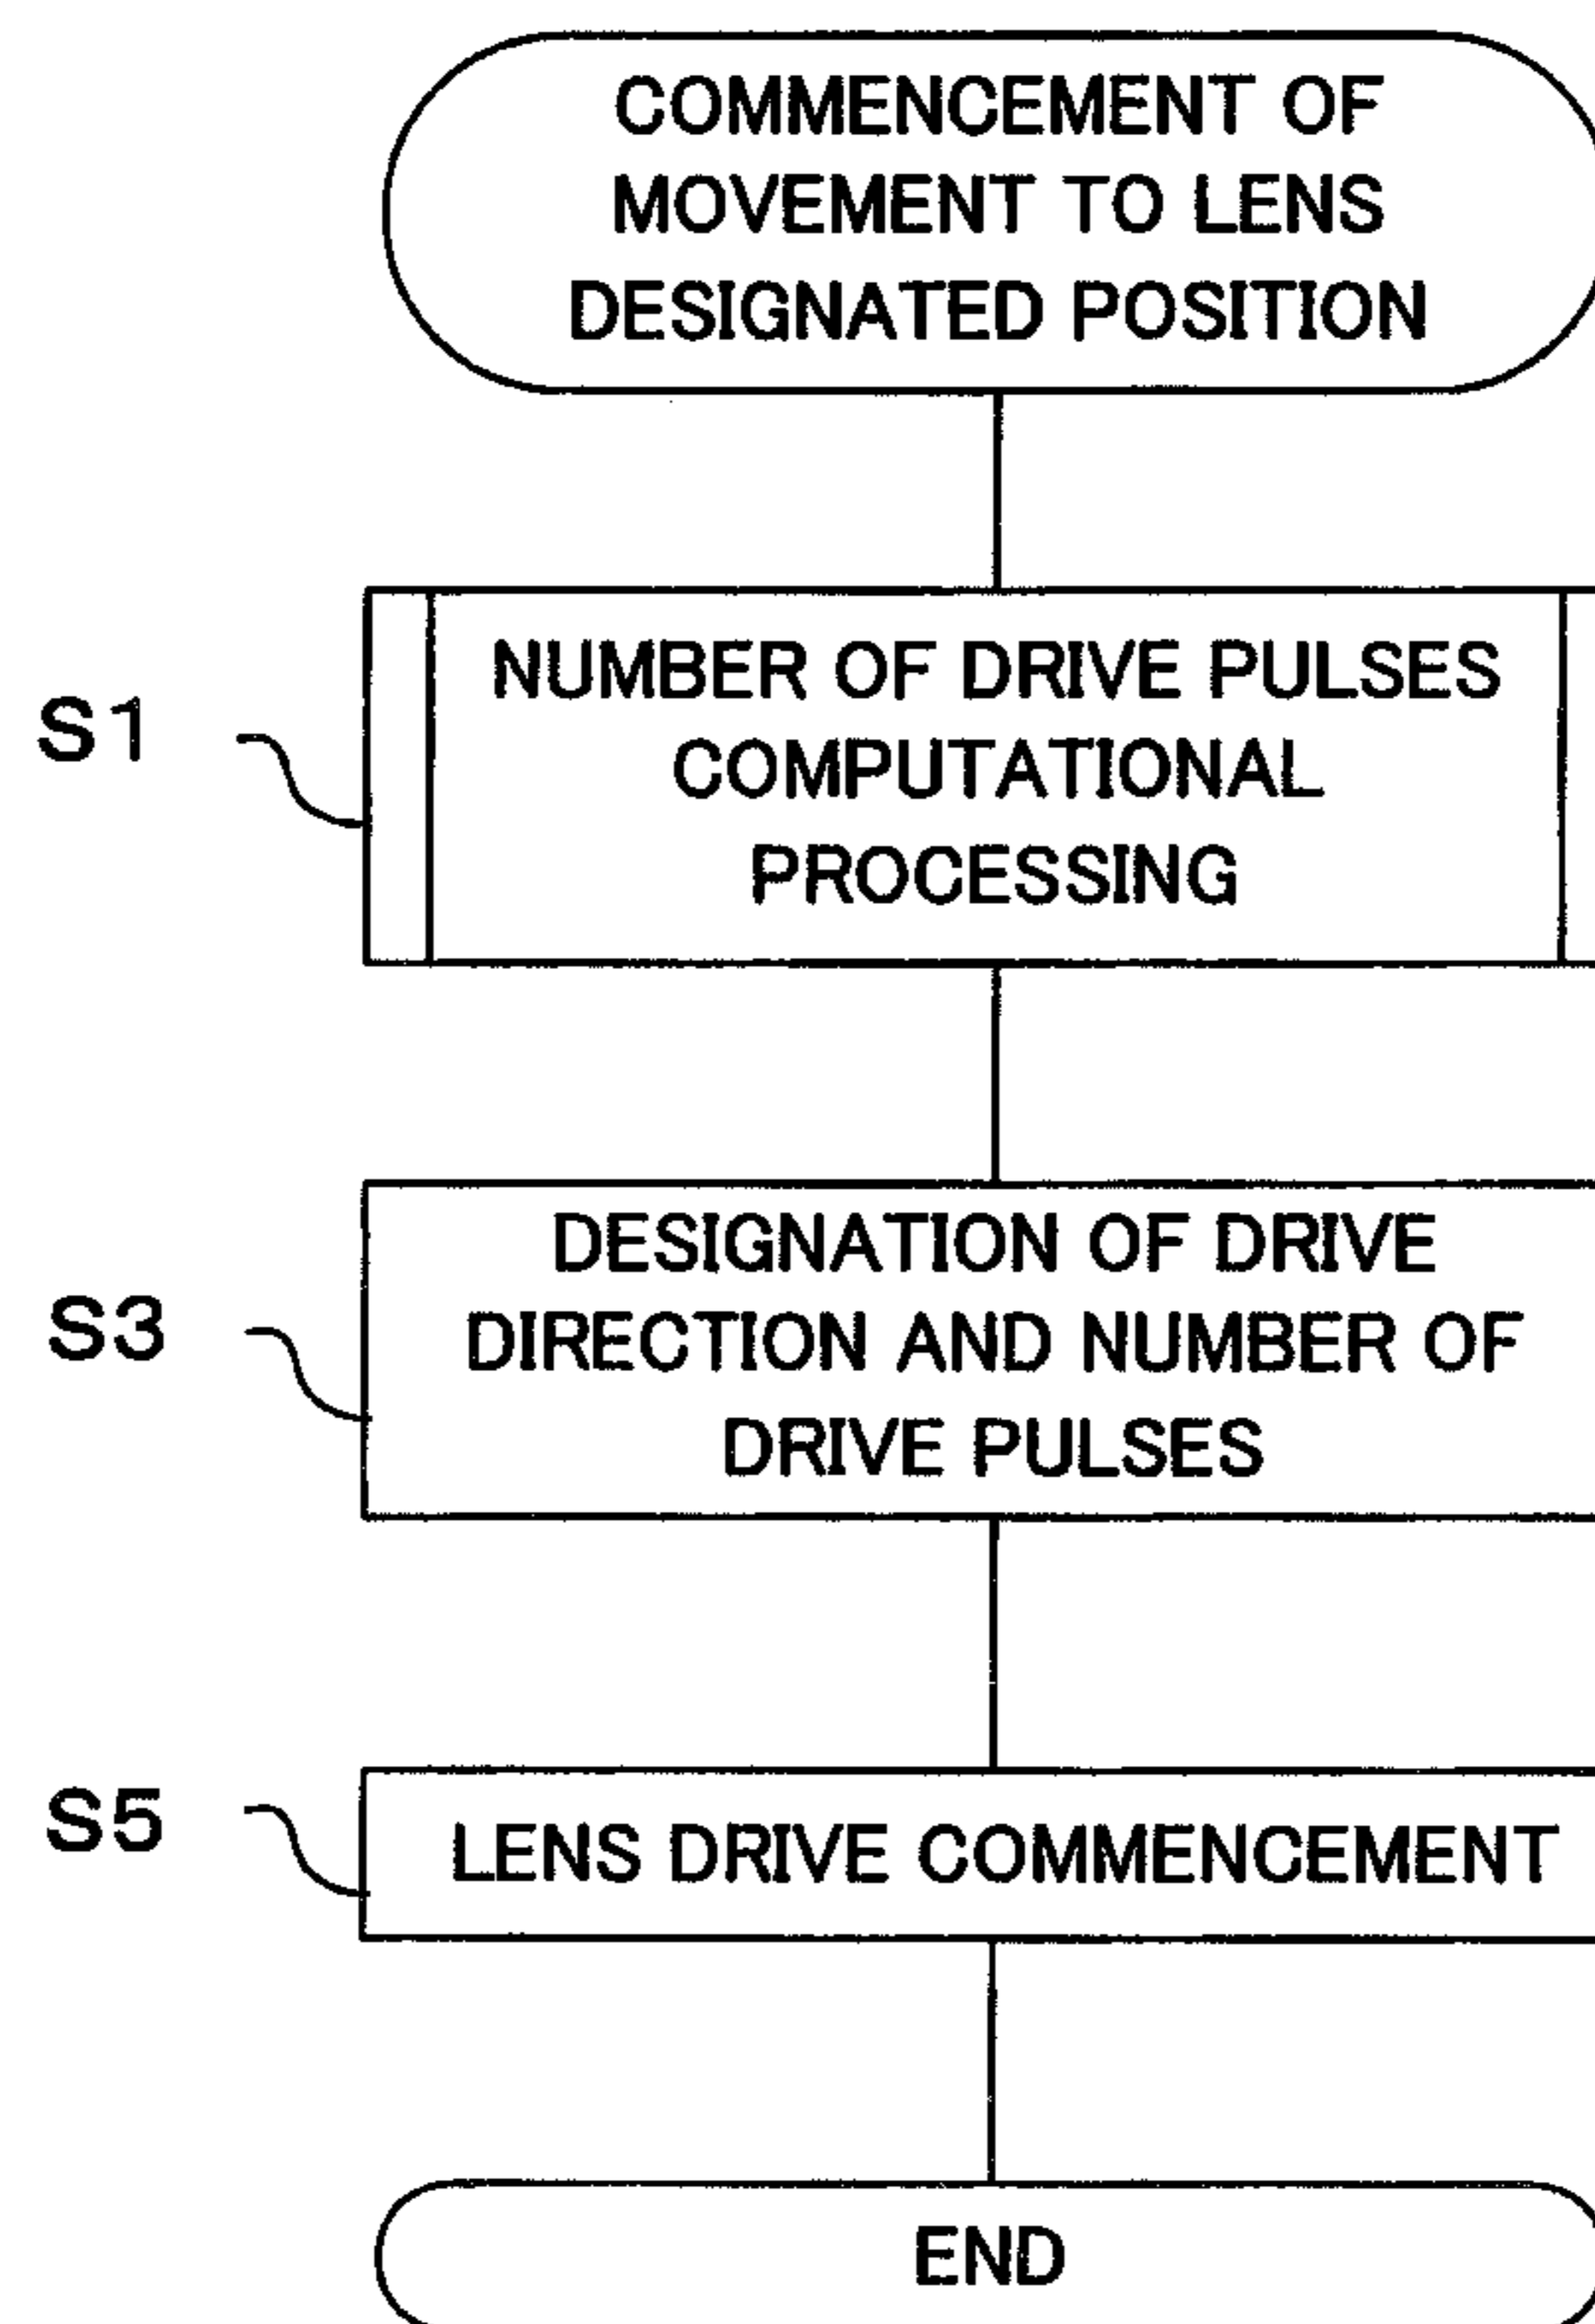 COMMENCEMENT OF
MOVEMENT TO LENS
DESIGNATED POSITION
S1
NUMBER OF DRIVE PULSES
COMPUTATIONAL
PROCESSING
S3
DESIGNATION OF DRIVE
DIRECTION AND NUMBER OF
DRIVE PULSES
S5
LENS DRIVE COMMENCEMENT
END